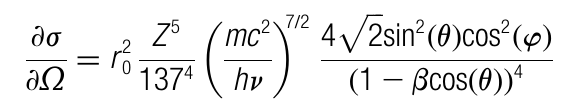 ∂σ/∂Ω = r₀² Z⁵/137⁴ (mc²/hν)^7/2 4√2sin²(θ)cos²(φ)/(1 − βcos(θ))⁴